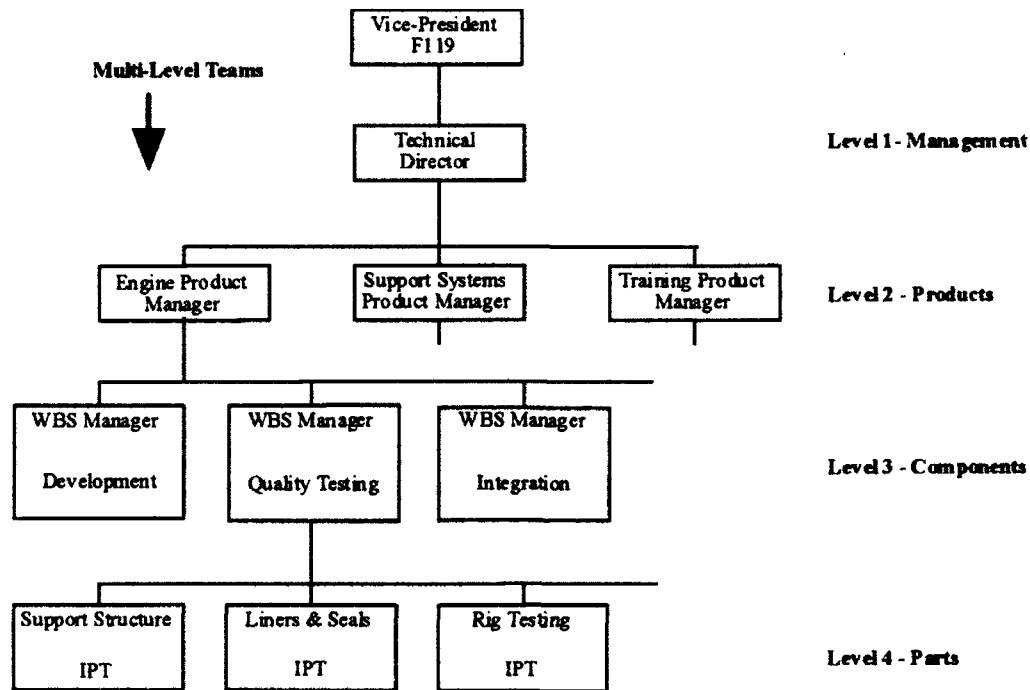 Vice-President
F119
Multi-Level Teams
Technical
Director
Level 1 - Management
Engine Product
Manager
Support Systems
Product Manager
Training Product
Manager
Level 2 - Products
WBS Manager
Development
WBS Manager
Quality Testing
WBS Manager
Integration
Level 3 - Components
Support Structure
IPT
Liners & Seals
IPT
Rig Testing
IPT
Level 4 - Parts